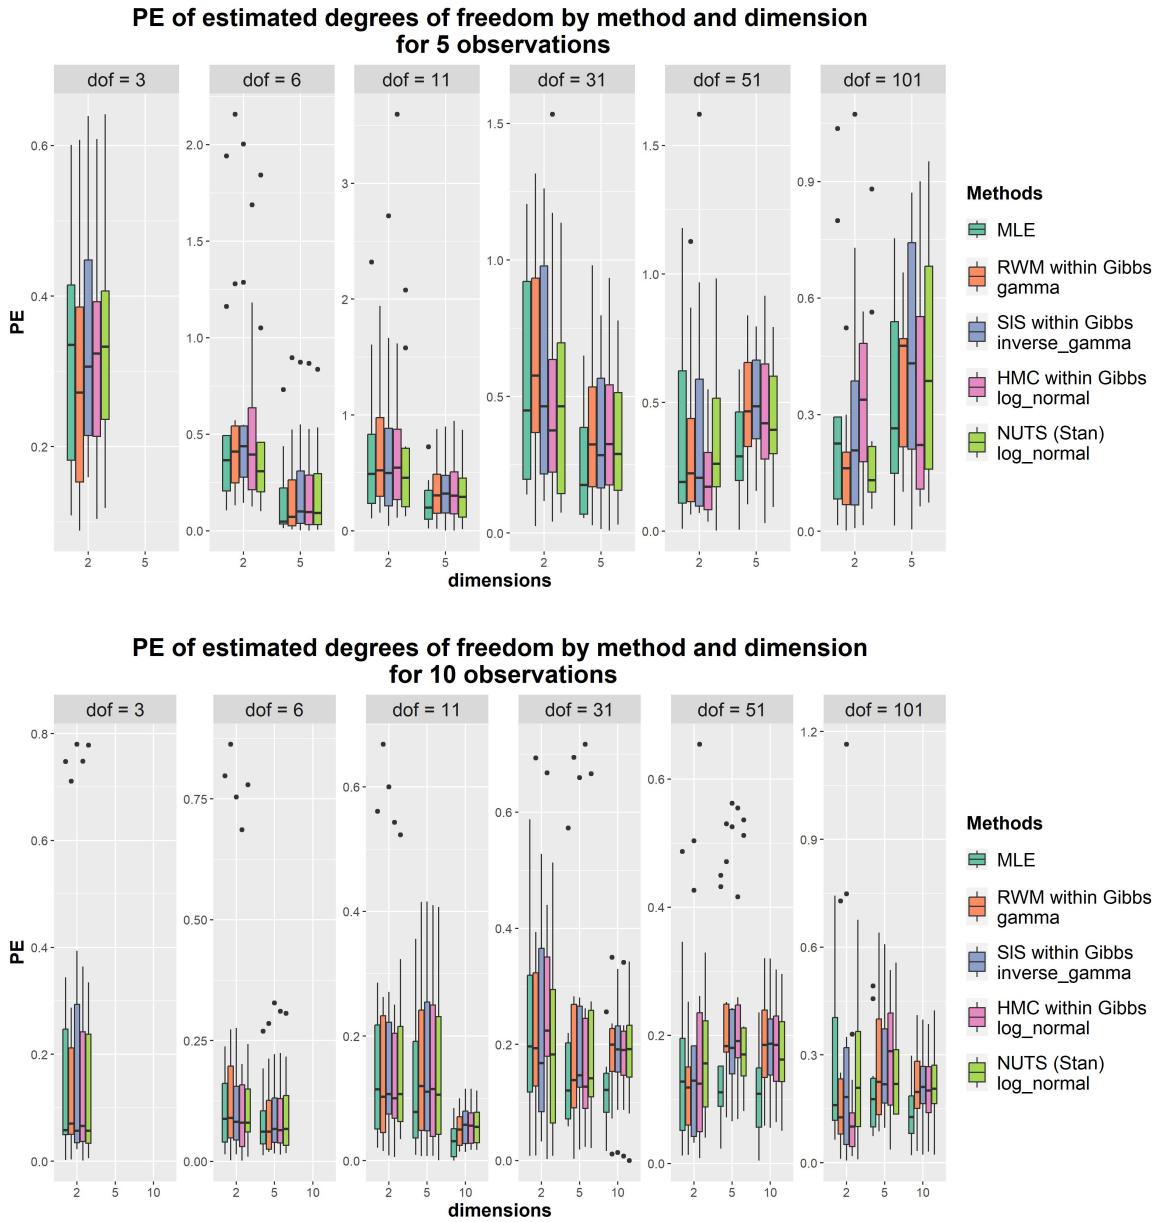 PE of estimated degrees of freedom by method and dimension
for 5 observations
dof = 3 dof = 6 dof = 11 dof = 31 dof = 51 dof = 101
PE
0.6
0.4
0.2
2.0
1.5
1.0
0.5
0.0
3
2
1
0
1.5
1.0
0.5
0.0
1.5
1.0
0.5
0.0
0.9
0.6
0.3
0.0
2 5 2 5 2 5 2 5 2 5 2 5
dimensions
Methods
MLE
RWM within Gibbs
gamma
SIS within Gibbs
inverse_gamma
HMC within Gibbs
log_normal
NUTS (Stan)
log_normal
PE of estimated degrees of freedom by method and dimension
for 10 observations
dof = 3 dof = 6 dof = 11 dof = 31 dof = 51 dof = 101
PE
0.8
0.6
0.4
0.2
0.0
0.75
0.50
0.25
0.00
0.6
0.4
0.2
0.0
0.6
0.4
0.2
0.0
0.6
0.4
0.2
0.0
1.2
0.9
0.6
0.3
0.0
2 5 10 2 5 10 2 5 10 2 5 10 2 5 10 2 5 10
dimensions
Methods
MLE
RWM within Gibbs
gamma
SIS within Gibbs
inverse_gamma
HMC within Gibbs
log_normal
NUTS (Stan)
log_normal